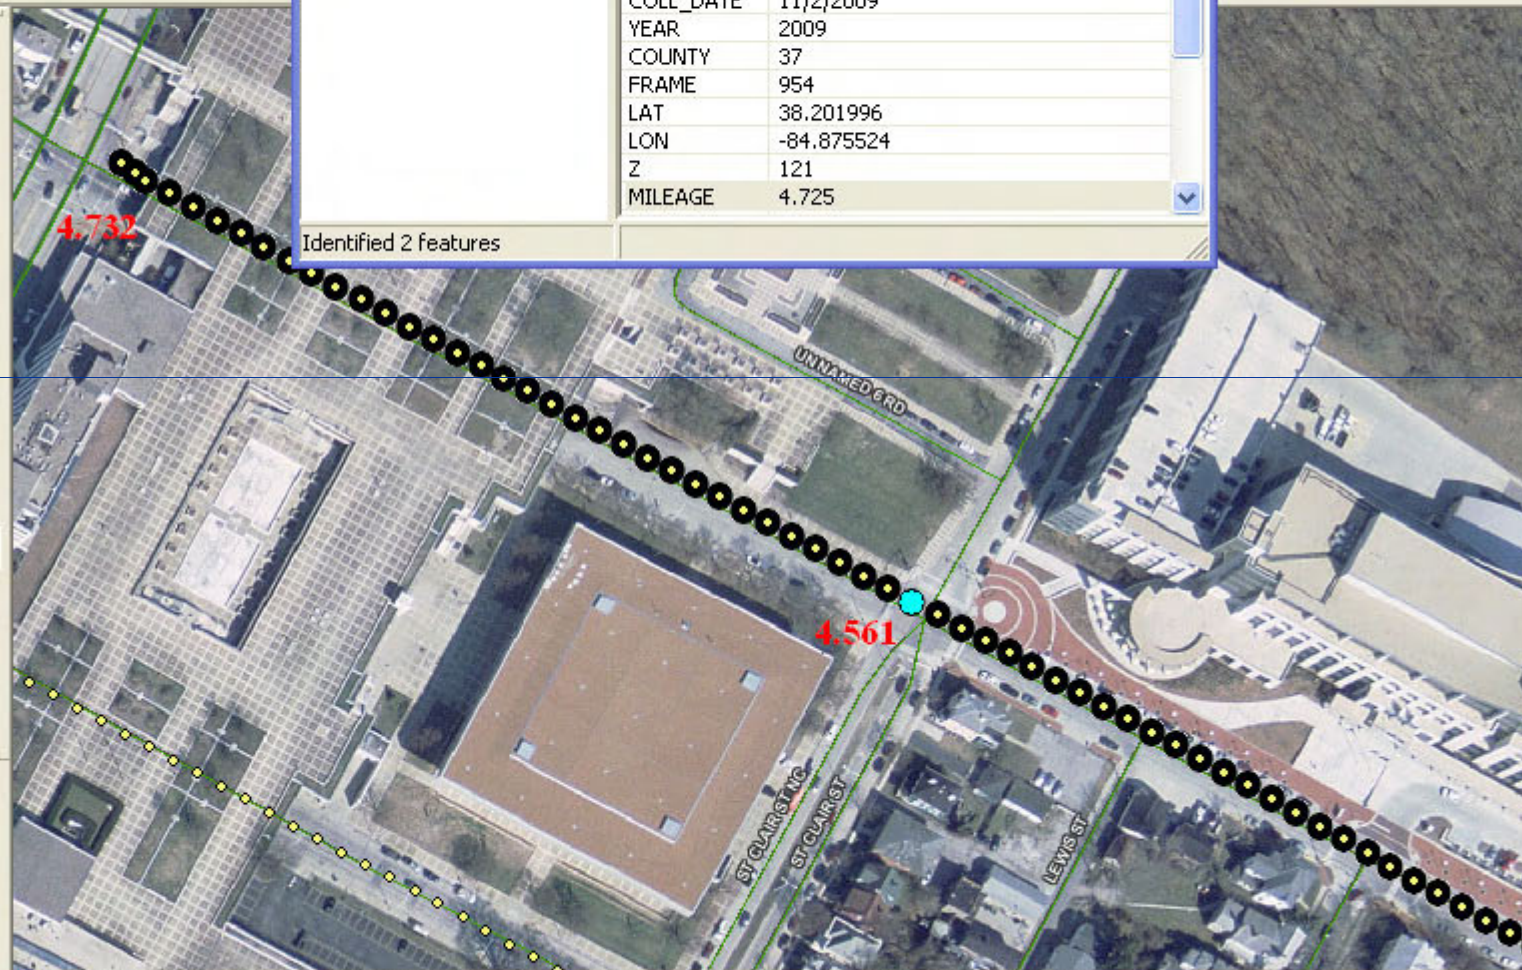 COLL_DATE 11/2/2009
YEAR 2009
COUNTY 37
FRAME 954
LAT 38.201996
LON -84.875524
Z 121
MILEAGE 4.725
Identified 2 features
4.732
UNNAMED 6 RD
4.561
ST CLAIR ST NC
ST CLAIR ST
LEWIS ST